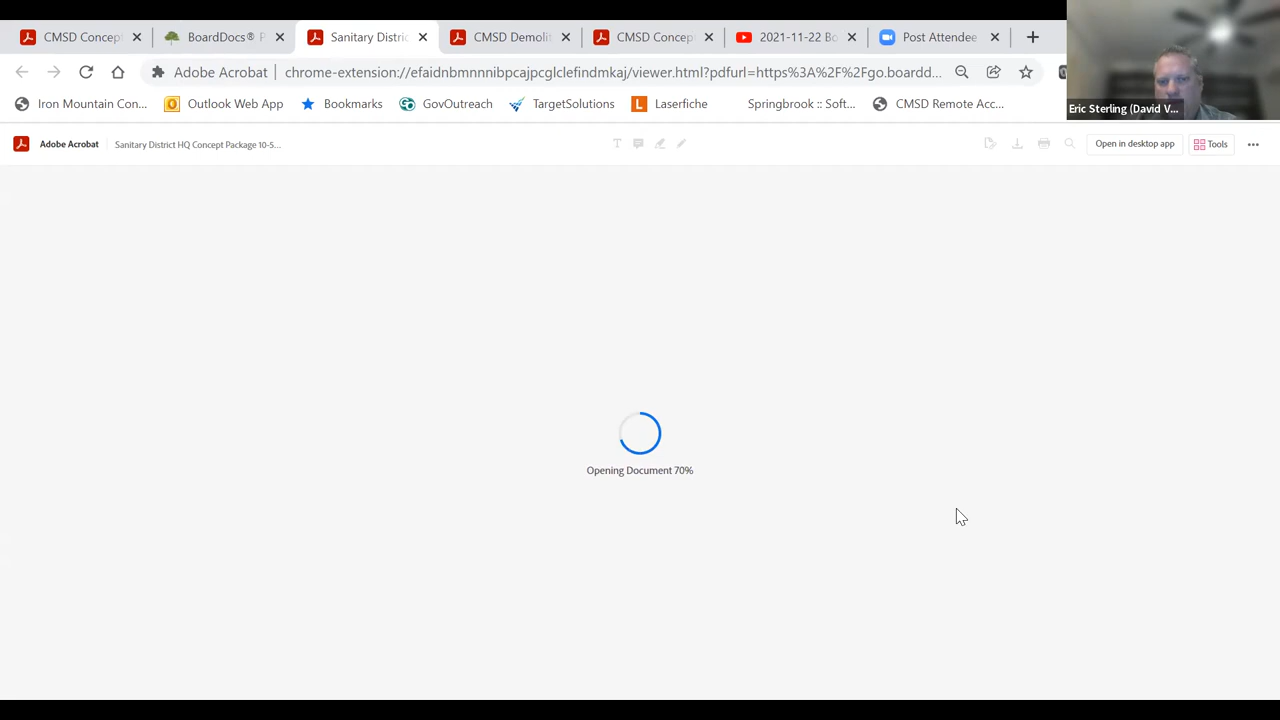 CMSD Concep
BoardDocs® P
Sanitary Distric
CMSD Demoli
CMSD Concep
2021-11-22 Bo
Post Attendee
Adobe Acrobat
chrome-extension://efaidnbmnnnibpcajpcglclefindmkaj/viewer.html?pdfurl=https%3A%2F%2Fgo.boardd...
Iron Mountain Con...
Outlook Web App
Bookmarks
GovOutreach
TargetSolutions
Laserfiche
Springbrook :: Soft...
CMSD Remote Acc...
Eric Sterling (David V...
Adobe Acrobat
Sanitary District HQ Concept Package 10-5...
Open in desktop app
Tools
Opening Document 70%